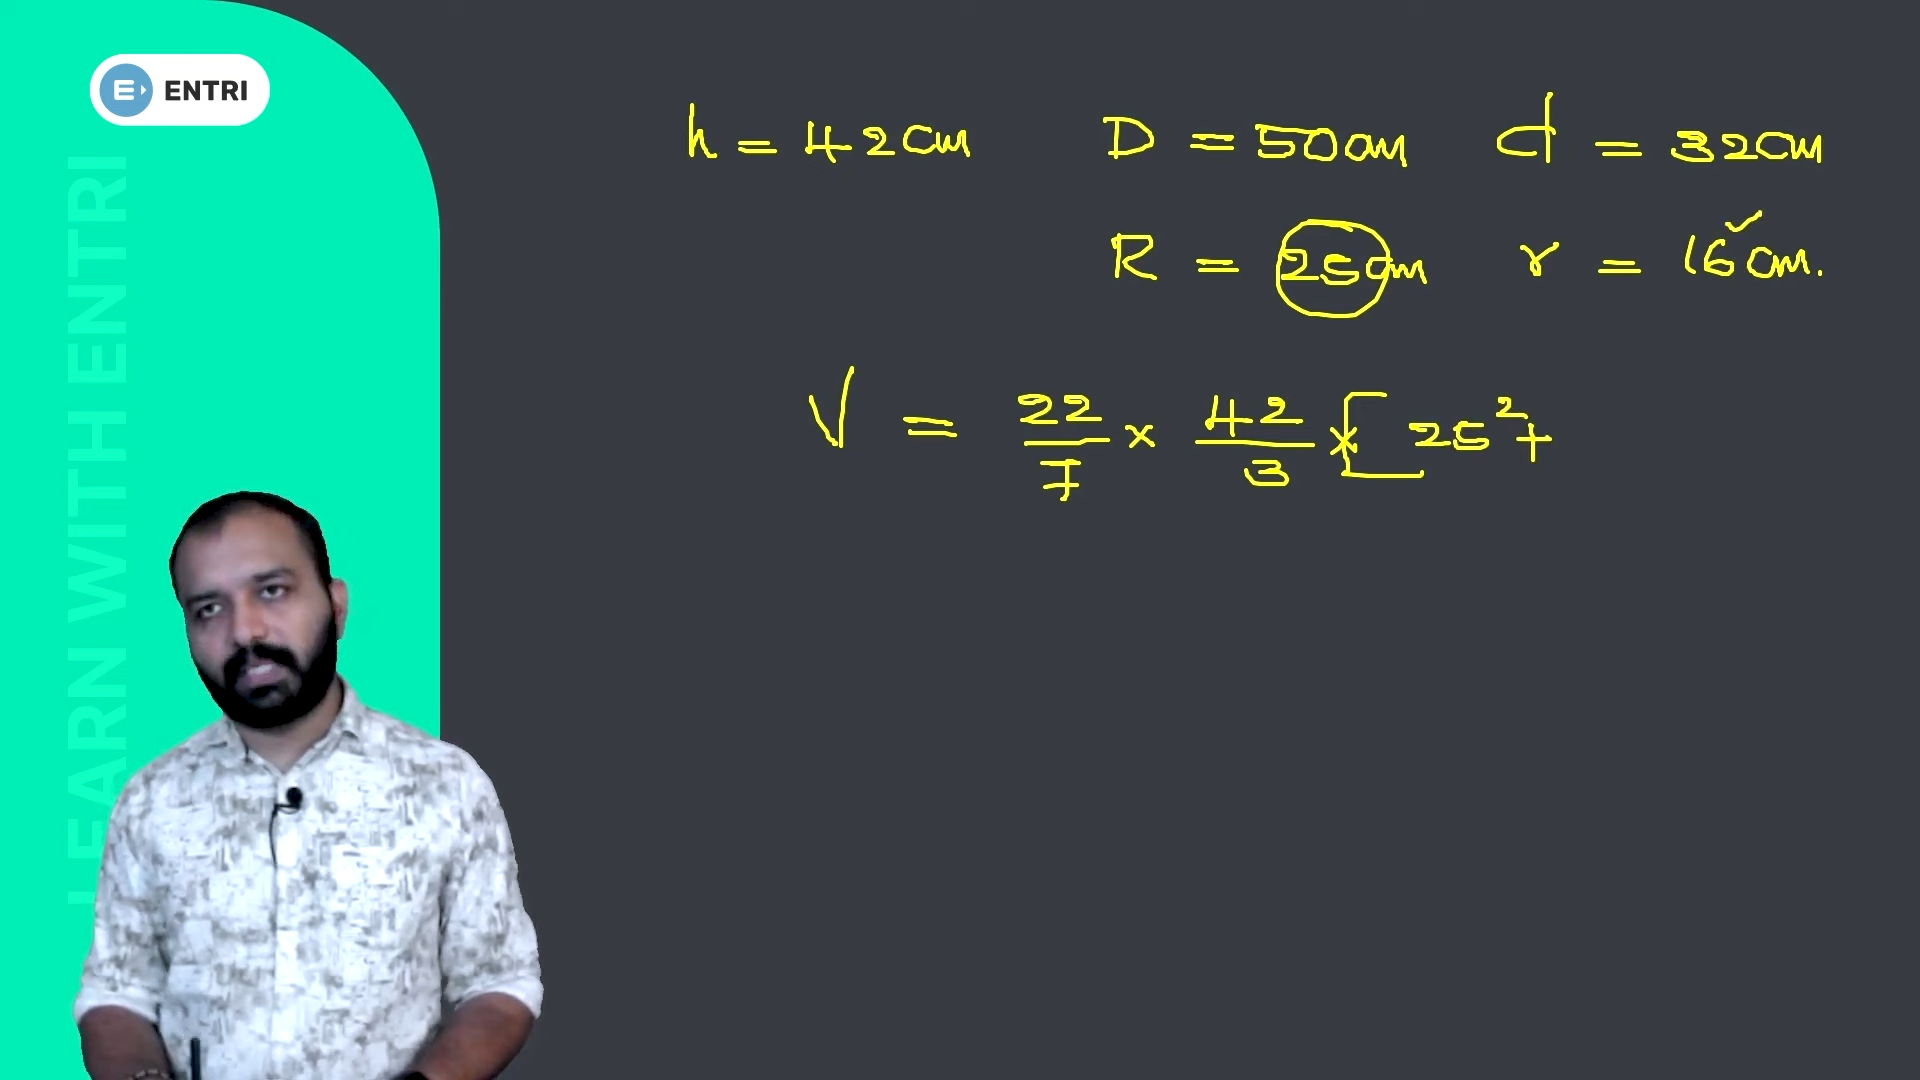 ENTRI
LEARN WITH ENTRI
h = 42cm D = 50cm d = 32cm
R = 25cm r = 16cm.
V = 22/7 × 42/3 × [ 25² +